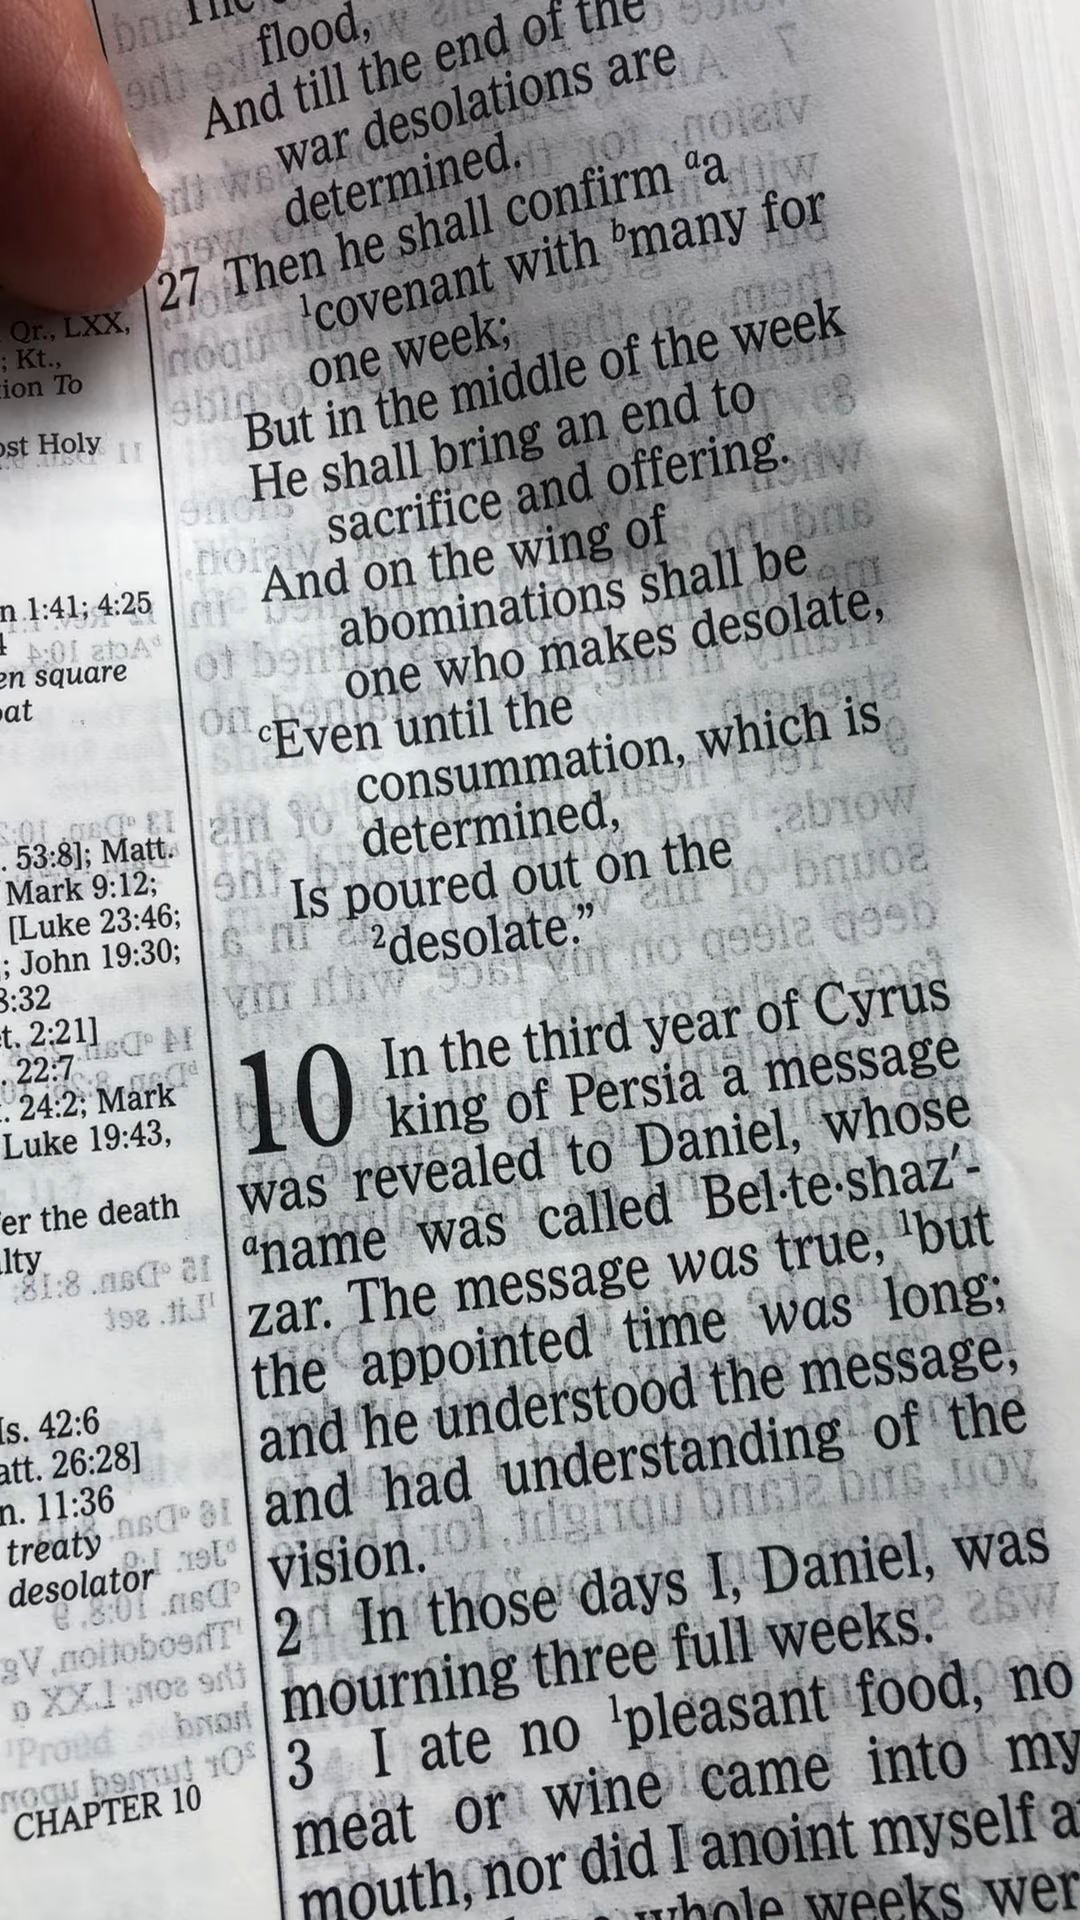 Qr., LXX,
; Kt.,
ion To
ost Holy
n 1:41; 4:25
en square
oat
. 53:8]; Matt.
Mark 9:12;
[Luke 23:46;
; John 19:30;
8:32
t. 2:21]
. 22:7
. 24:2; Mark
Luke 19:43,
er the death
lty
Is. 42:6
att. 26:28]
n. 11:36
treaty
desolator
CHAPTER 10
The
flood,
And till the end of the
war desolations are
determined.
27 Then he shall confirm ᵃa
¹covenant with ᵇmany for
one week;
But in the middle of the week
He shall bring an end to
sacrifice and offering.
And on the wing of
abominations shall be
one who makes desolate,
ᶜEven until the
consummation, which is
determined,
Is poured out on the
²desolate.”
10 In the third year of Cyrus
king of Persia a message
was revealed to Daniel, whose
ᵃname was called Bel·te·shaz′-
zar. The message was true, ¹but
the appointed time was long;
and he understood the message,
and had understanding of the
vision.
2 In those days I, Daniel, was
mourning three full weeks.
3 I ate no ¹pleasant food, no
meat or wine came into my
mouth, nor did I anoint myself a
whole weeks wer